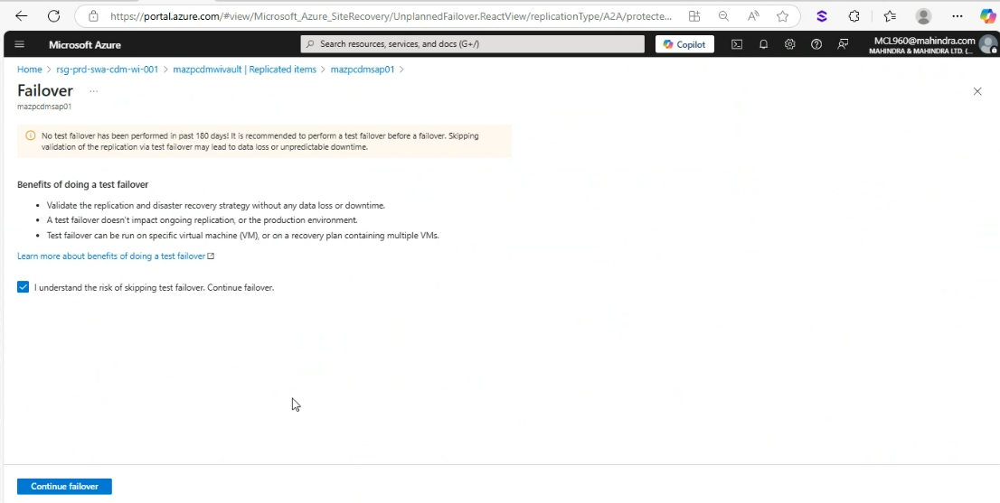 https://portal.azure.com/#view/Microsoft_Azure_SiteRecovery/UnplannedFailover.ReactView/replicationType/A2A/protecte...
Microsoft Azure
Search resources, services, and docs (G+/)
Copilot
MCL960@mahindra.com
MAHINDRA & MAHINDRA LTD. (...
Home > rsg-prd-swa-cdm-wi-001 > mazpcdmwivault | Replicated items > mazpcdmsap01 >
Failover ...
mazpcdmsap01
No test failover has been performed in past 180 days! It is recommended to perform a test failover before a failover. Skipping
validation of the replication via test failover may lead to data loss or unpredictable downtime.
Benefits of doing a test failover
• Validate the replication and disaster recovery strategy without any data loss or downtime.
• A test failover doesn't impact ongoing replication, or the production environment.
• Test failover can be run on specific virtual machine (VM), or on a recovery plan containing multiple VMs.
Learn more about benefits of doing a test failover
I understand the risk of skipping test failover. Continue failover.
Continue failover